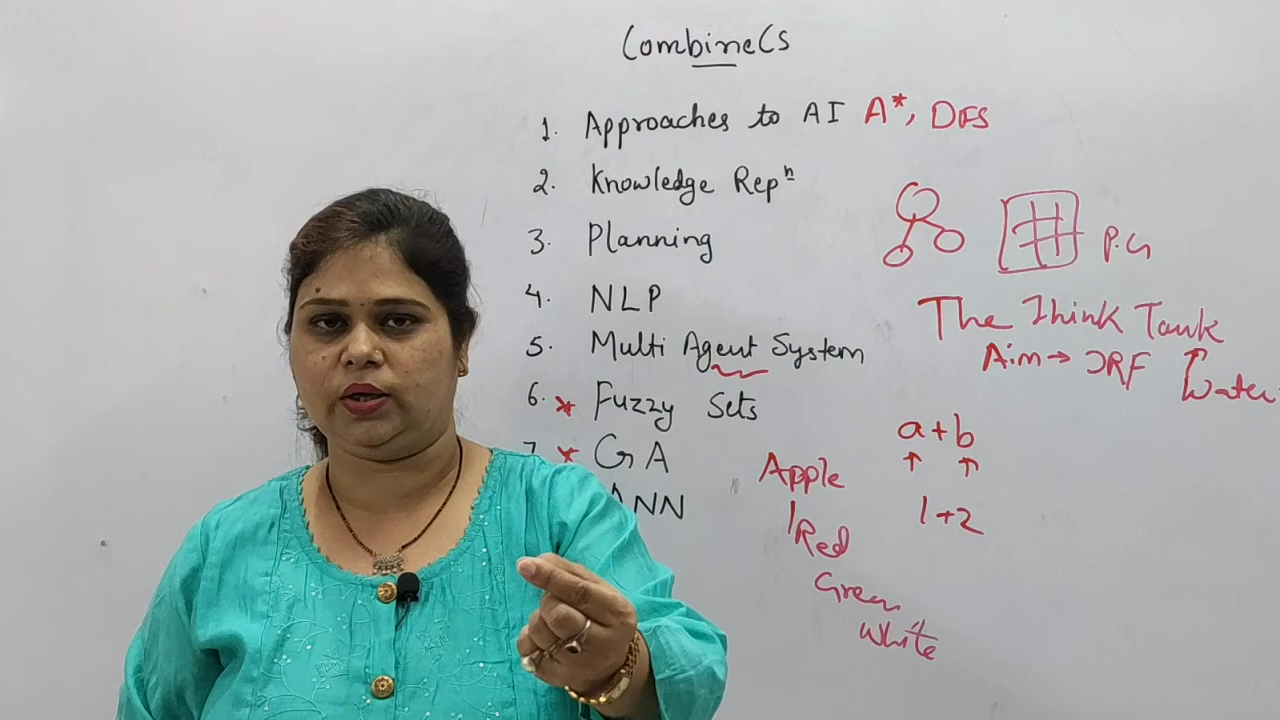 CombineCS
1. Approaches to AI A*, DFS
2. Knowledge Repⁿ
3. Planning
P.G
4. NLP
The Think Tank
5. Multi Agent System
Aim → JRF
Water
6. * Fuzzy Sets
a+b
7. * GA
Apple
ANN
1+2
Red
Green
White